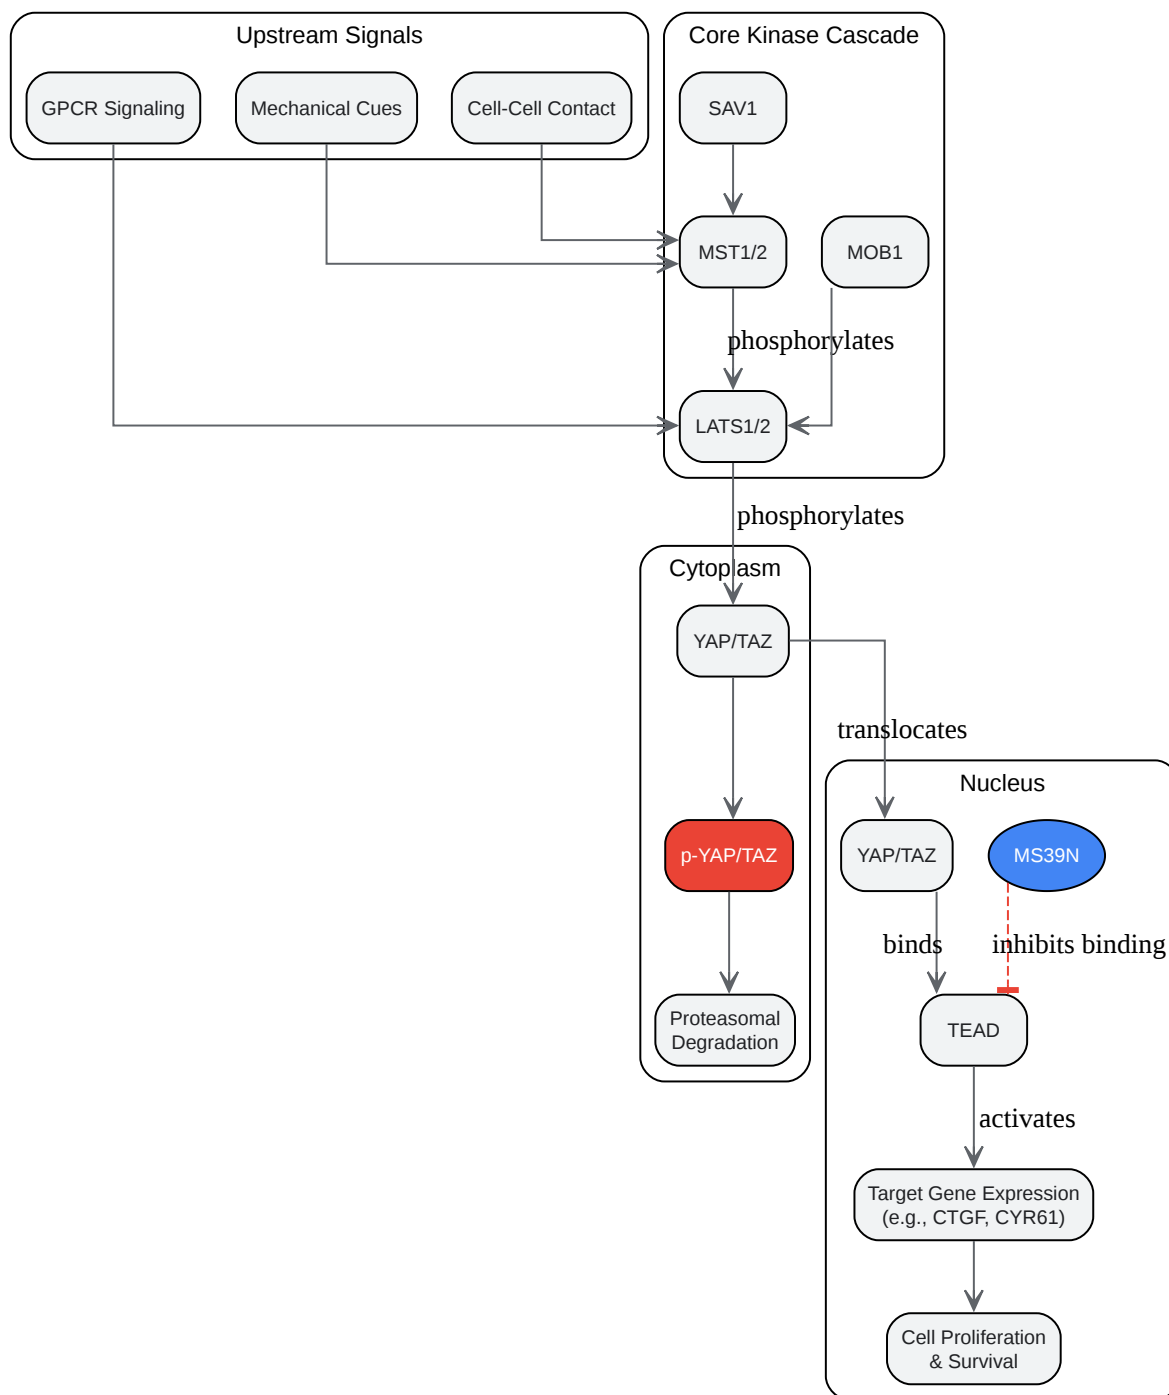 Upstream Signals
Core Kinase Cascade
GPCR Signaling
Mechanical Cues
Cell-Cell Contact
SAV1
MST1/2
MOB1
phosphorylates
LATS1/2
phosphorylates
Cytoplasm
YAP/TAZ
translocates
Nucleus
p-YAP/TAZ
YAP/TAZ
MS39N
binds
inhibits binding
Proteasomal
Degradation
TEAD
activates
Target Gene Expression
(e.g., CTGF, CYR61)
Cell Proliferation
& Survival